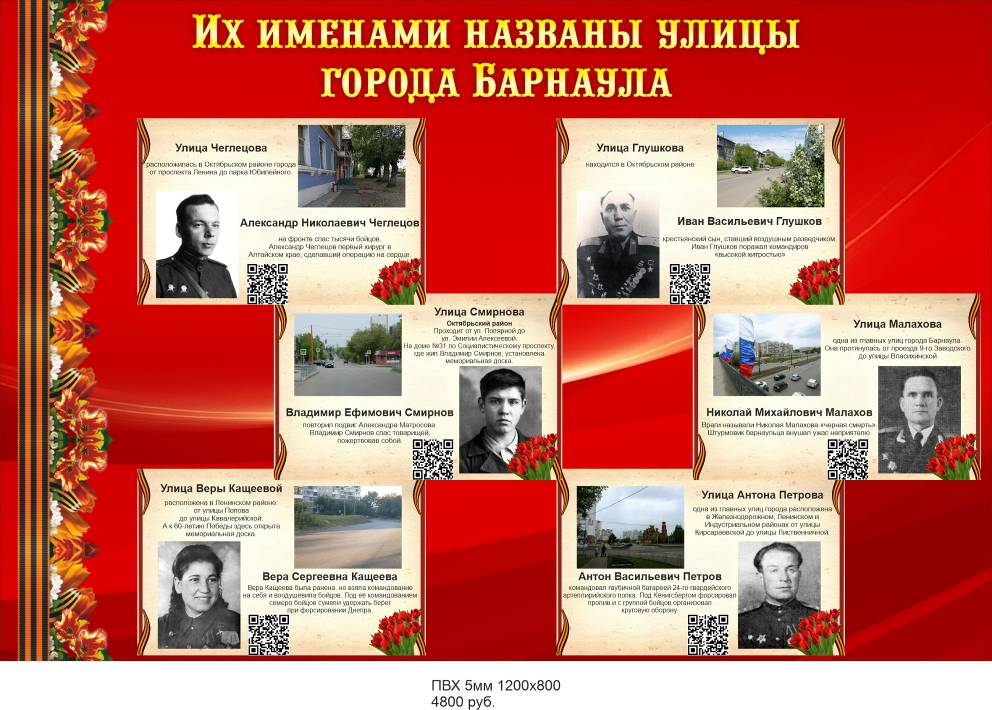 Их именами названы улицы
города Барнаула
Улица Чеглецова
расположилась в Октябрьском районе города
от проспекта Ленина до парка Юбилейного.
Александр Николаевич Чеглецов
на фронте спас тысячи бойцов.
Александр Чеглецов первый хирург в
Алтайском крае, сделавший операцию на сердце.
Улица Глушкова
находится в Октябрьском районе
Иван Васильевич Глушков
крестьянский сын, ставший воздушным разведчиком.
Иван Глушков поражал командиров
«высокой хитростью»
Улица Смирнова
Октябрьский район
Проходит от ул. Полярной до
ул. Эмилии Алексеевой.
На доме №31 по Социалистическому проспекту,
где жил Владимир Смирнов, установлена
мемориальная доска.
Владимир Ефимович Смирнов
повторил подвиг Александра Матросова.
Владимир Смирнов спас товарищей,
пожертвовав собой.
Улица Малахова
одна из главных улиц города Барнаула
Она протянулась от проезда 9-го Заводского
до улицы Власихинской
Николай Михайлович Малахов
Враги называли Николая Малахова «черная смерть».
Штурмовик барнаульца внушал ужас неприятелю.
Улица Веры Кащеевой
расположена в Ленинском районе:
от улицы Попова
до улицы Кавалерийской.
А к 60-летию Победы здесь открыта
мемориальная доска.
Вера Сергеевна Кащеева
Вера Кащеева была ранена, но взяла командование
на себя и воодушевила бойцов. Под её командованием
семеро бойцов сумели удержать берег
при форсировании Днепра.
Улица Антона Петрова
одна из главных улиц города расположена
в Железнодорожном, Ленинском и
Индустриальном районах от улицы
Кирсараевской до улицы Лиственничной.
Антон Васильевич Петров
командовал гаубичной батареей 24-го гвардейского
артеллирийского полка. Под Кёнигсбергом форсировал
пролив и с группой бойцов организовал
круговую оборону.
ПВХ 5мм 1200х800
4800 руб.